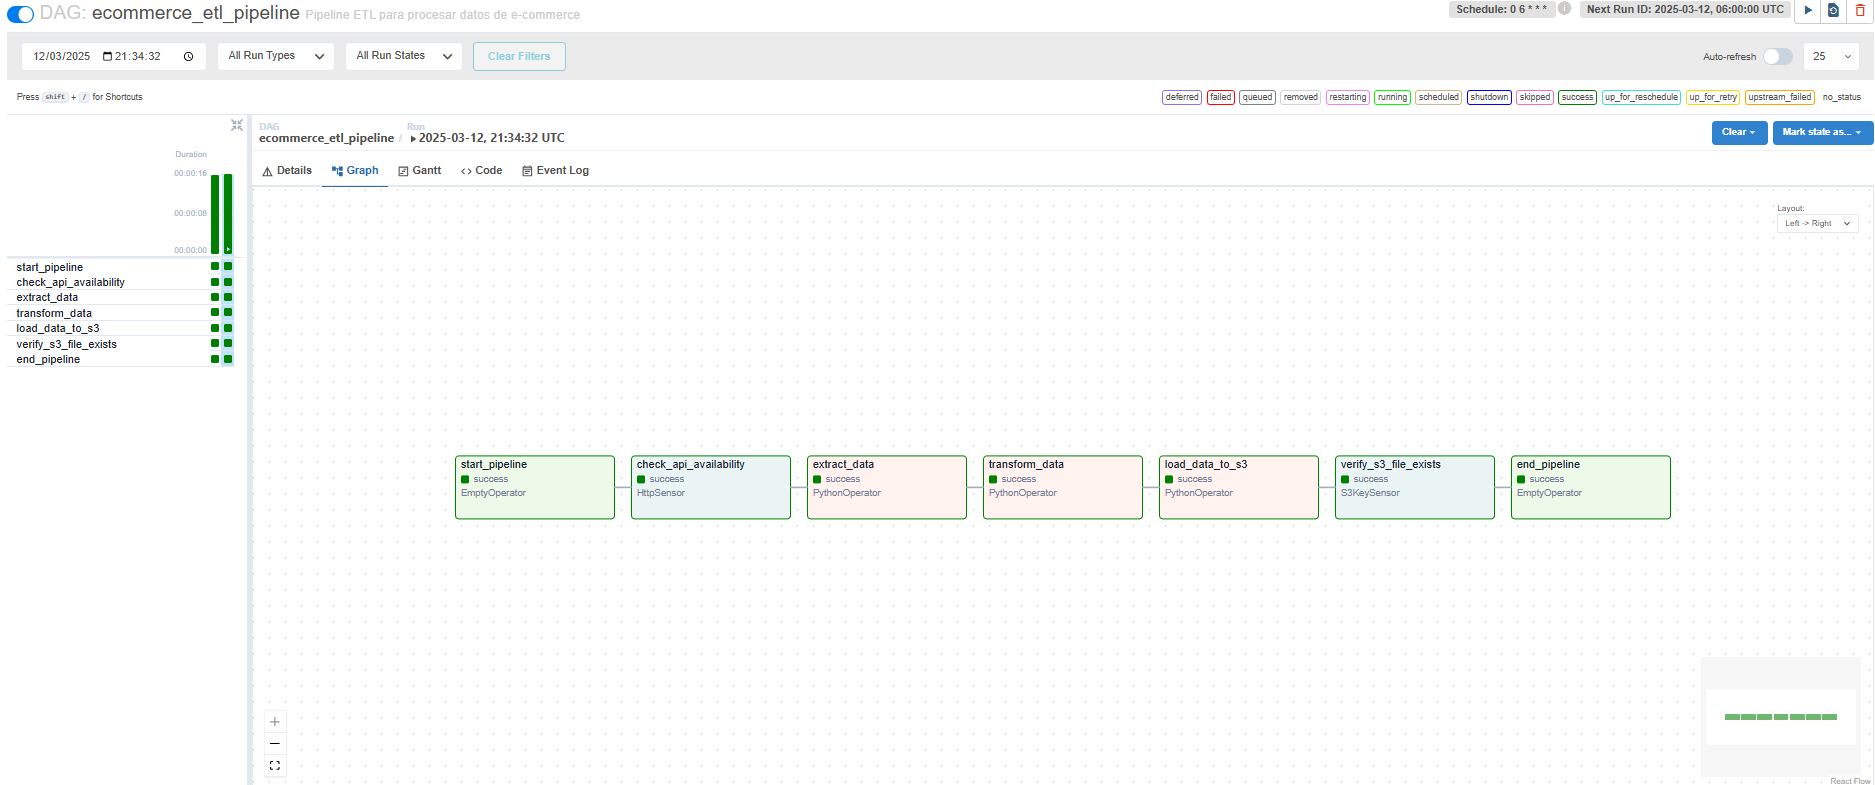 DAG: ecommerce_etl_pipeline Pipeline ETL para procesar datos de e-commerce
Schedule: 0 6 * * * Next Run ID: 2025-03-12, 06:00:00 UTC
12/03/2025 21:34:32 All Run Types All Run States Clear Filters Auto-refresh 25
Press shift + / for Shortcuts
deferred failed queued removed restarting running scheduled shutdown skipped success up_for_reschedule up_for_retry upstream_failed no_status
DAG Run
ecommerce_etl_pipeline / 2025-03-12, 21:34:32 UTC
Clear Mark state as...
Details Graph Gantt Code Event Log
Duration
00:00:16
00:00:08
00:00:00
start_pipeline
check_api_availability
extract_data
transform_data
load_data_to_s3
verify_s3_file_exists
end_pipeline
Layout:
Left -> Right
start_pipeline
success
EmptyOperator
check_api_availability
success
HttpSensor
extract_data
success
PythonOperator
transform_data
success
PythonOperator
load_data_to_s3
success
PythonOperator
verify_s3_file_exists
success
S3KeySensor
end_pipeline
success
EmptyOperator
React Flow